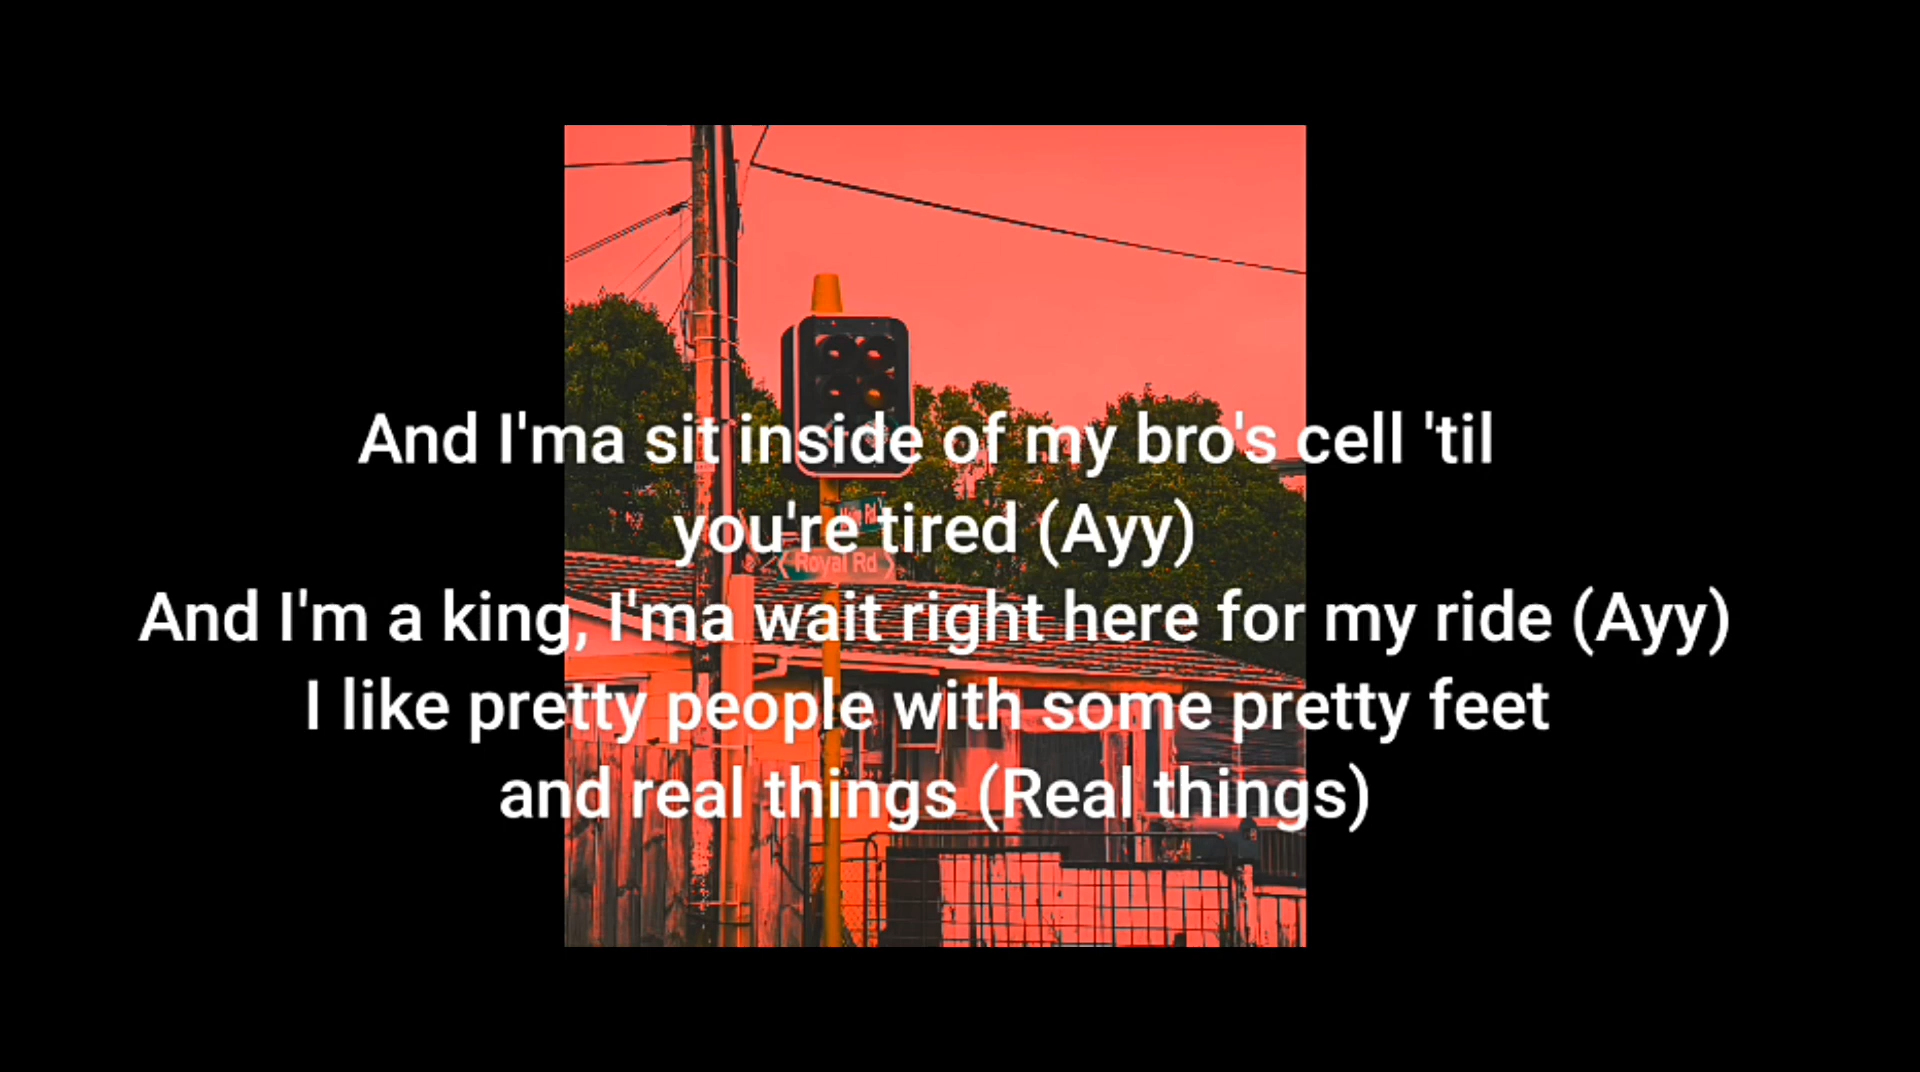 And I'ma sit inside of my bro's cell 'til
you're tired (Ayy)
Royal Rd
And I'm a king, I'ma wait right here for my ride (Ayy)
I like pretty people with some pretty feet
and real things (Real things)